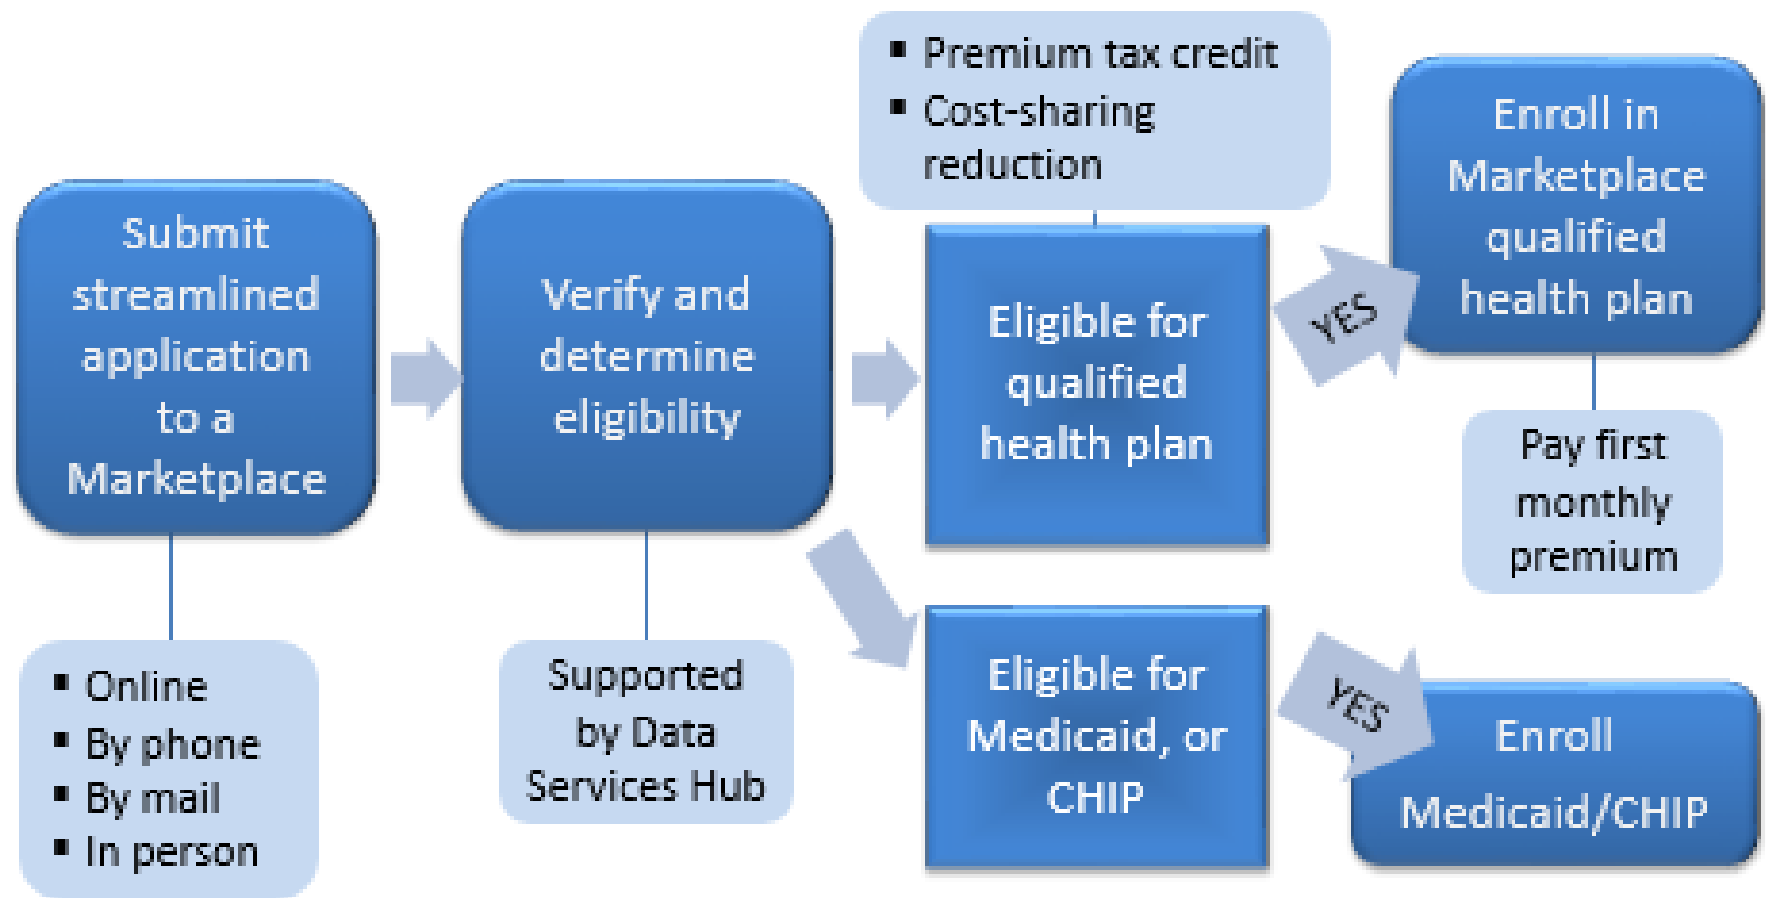 Submit
streamlined
application
to a
Marketplace
▪ Online
▪ By phone
▪ By mail
▪ In person
Verify and
determine
eligibility
Supported
by Data
Services Hub
▪ Premium tax credit
▪ Cost-sharing
reduction
Eligible for
qualified
health plan
YES
Enroll in
Marketplace
qualified
health plan
Pay first
monthly
premium
Eligible for
Medicaid, or
CHIP
YES
Enroll
Medicaid/CHIP